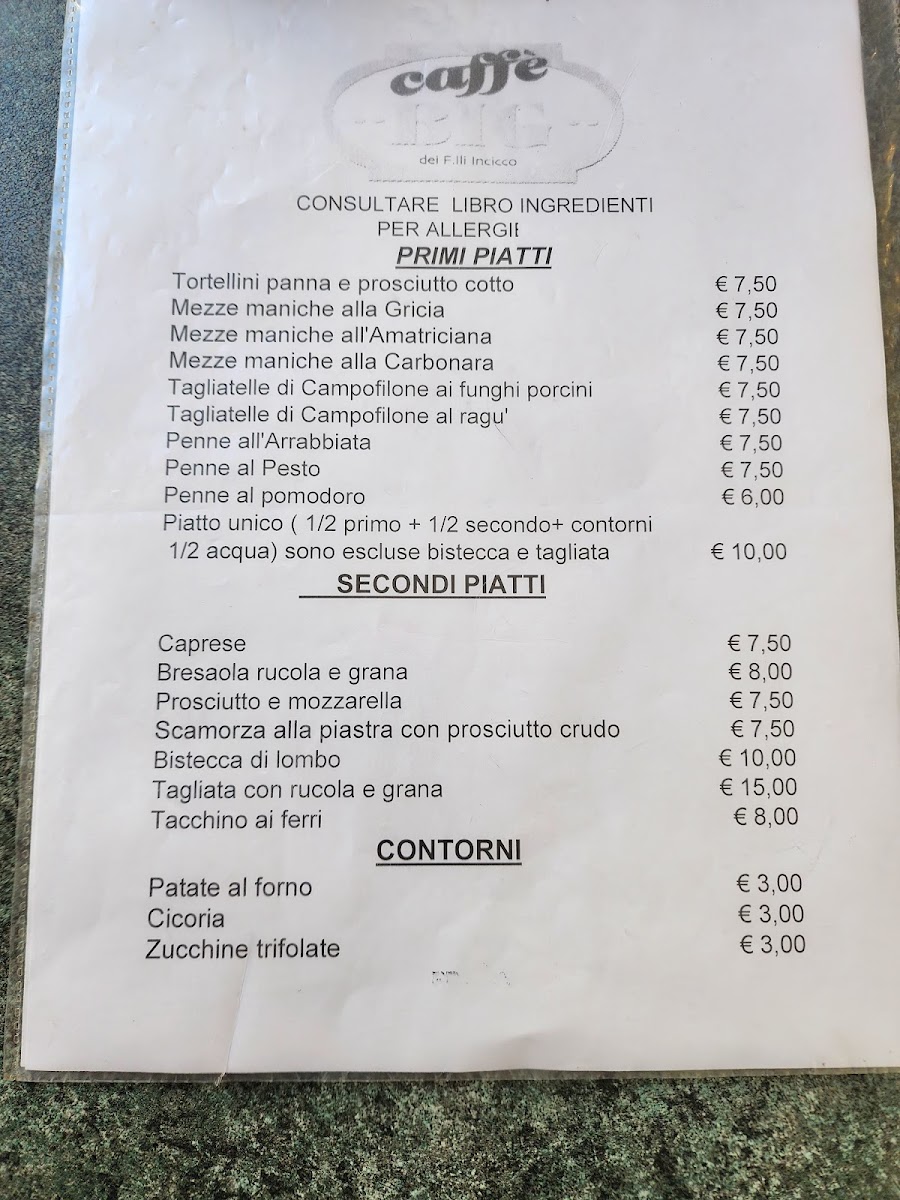 caffè
BIG
dei F.lli Incicco
CONSULTARE LIBRO INGREDIENTI
PER ALLERGIE
PRIMI PIATTI
Tortellini panna e prosciutto cotto € 7,50
Mezze maniche alla Gricia € 7,50
Mezze maniche all'Amatriciana € 7,50
Mezze maniche alla Carbonara € 7,50
Tagliatelle di Campofilone ai funghi porcini € 7,50
Tagliatelle di Campofilone al ragu' € 7,50
Penne all'Arrabbiata € 7,50
Penne al Pesto € 7,50
Penne al pomodoro € 6,00
Piatto unico ( 1/2 primo + 1/2 secondo+ contorni
1/2 acqua) sono escluse bistecca e tagliata € 10,00
SECONDI PIATTI
Caprese € 7,50
Bresaola rucola e grana € 8,00
Prosciutto e mozzarella € 7,50
Scamorza alla piastra con prosciutto crudo € 7,50
Bistecca di lombo € 10,00
Tagliata con rucola e grana € 15,00
Tacchino ai ferri € 8,00
CONTORNI
Patate al forno € 3,00
Cicoria € 3,00
Zucchine trifolate € 3,00